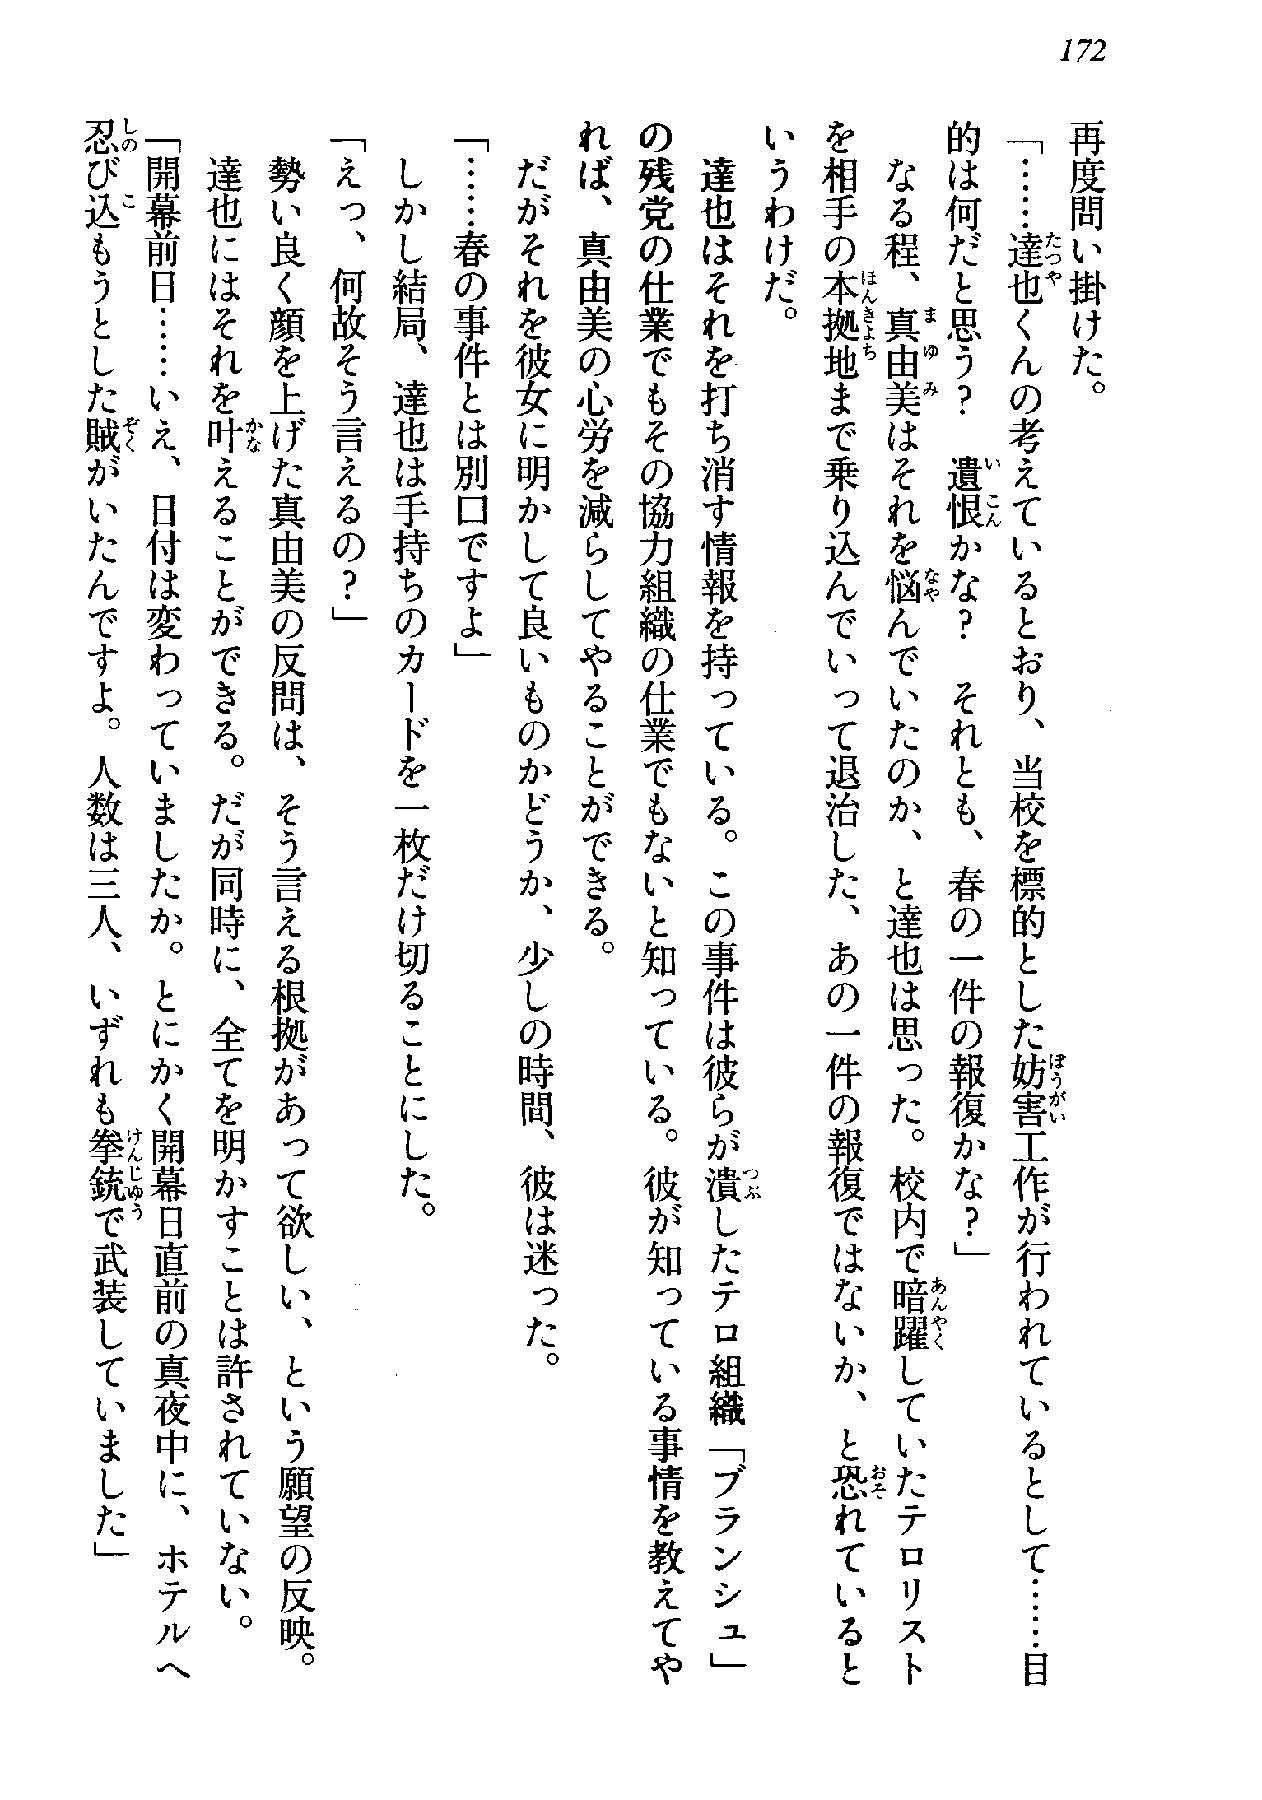 172
再度問い掛けた。
「……達也くんの考えているとおり、当校を標的とした妨害工作が行われているとして……目
的は何だと思う？　遺恨かな？　それとも、春の一件の報復かな？」
　なる程、真由美はそれを悩んでいたのか、と達也は思った。校内で暗躍していたテロリスト
を相手の本拠地まで乗り込んでいって退治した、あの一件の報復ではないか、と恐れていると
いうわけだ。
　達也はそれを打ち消す情報を持っている。この事件は彼らが潰したテロ組織「ブランシュ」
の残党の仕業でもその協力組織の仕業でもないと知っている。彼が知っている事情を教えてや
れば、真由美の心労を減らしてやることができる。
　だがそれを彼女に明かして良いものかどうか、少しの時間、彼は迷った。
「……春の事件とは別口ですよ」
　しかし結局、達也は手持ちのカードを一枚だけ切ることにした。
「えっ、何故そう言えるの？」
　勢い良く顔を上げた真由美の反問は、そう言える根拠があって欲しい、という願望の反映。
　達也にはそれを叶えることができる。だが同時に、全てを明かすことは許されていない。
「開幕前日……いえ、日付は変わっていましたか。とにかく開幕日直前の真夜中に、ホテルへ
忍び込もうとした賊がいたんですよ。人数は三人、いずれも拳銃で武装していました」